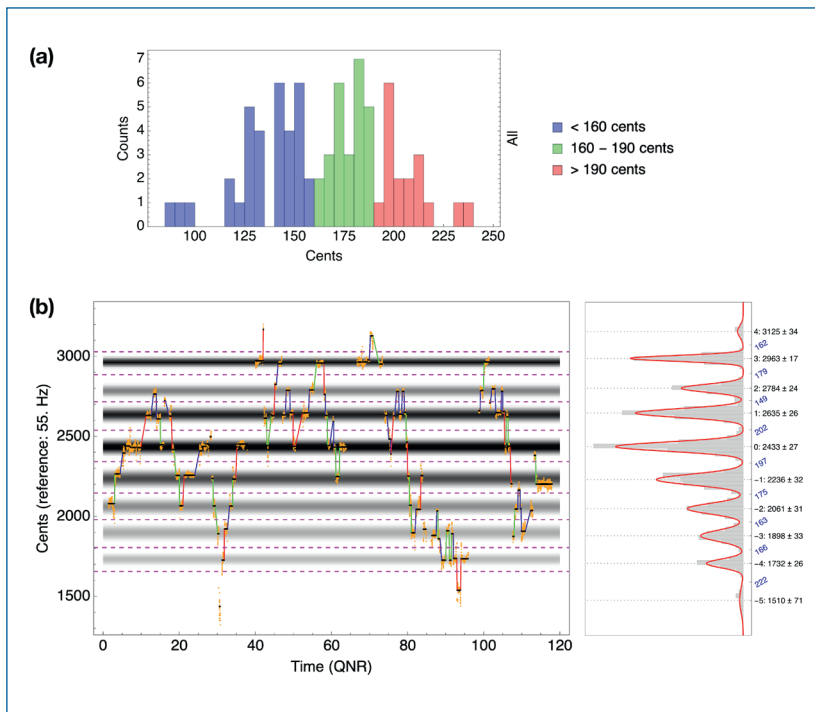 (a)
7
6
5
4
3
2
1
0
Counts
100 125 150 175 200 225 250
Cents
All
< 160 cents
160 – 190 cents
> 190 cents
(b)
3000
2500
2000
1500
Cents (reference: 55. Hz)
0 20 40 60 80 100 120
Time (QNR)
4: 3125 ± 34
162
3: 2963 ± 17
179
2: 2784 ± 24
149
1: 2635 ± 26
202
0: 2433 ± 27
197
−1: 2236 ± 32
175
−2: 2061 ± 31
163
−3: 1898 ± 33
166
−4: 1732 ± 26
222
−5: 1510 ± 71